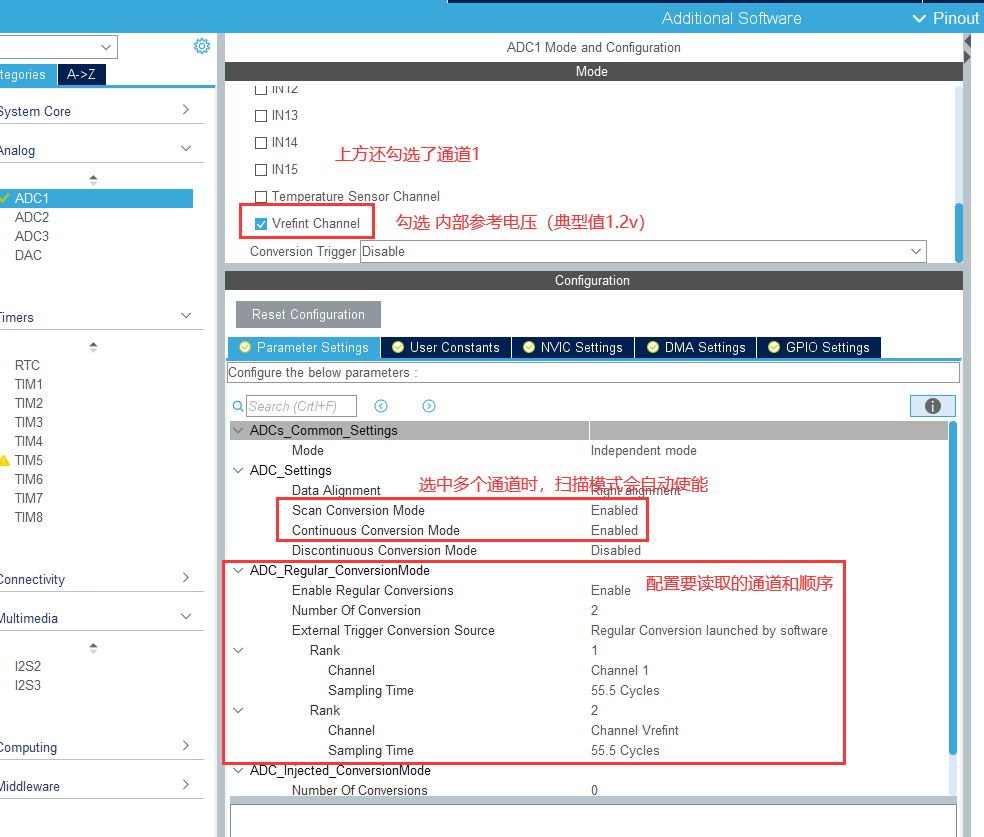 Additional Software
Pinout
ADC1 Mode and Configuration
tegories
A->Z
Mode
System Core
IN12
IN13
IN14
上方还勾选了通道1
Analog
IN15
Temperature Sensor Channel
ADC1
Vrefint Channel
勾选 内部参考电压（典型值1.2v）
ADC2
ADC3
Conversion Trigger
Disable
DAC
Configuration
Reset Configuration
Timers
Parameter Settings
User Constants
NVIC Settings
DMA Settings
GPIO Settings
Configure the below parameters :
RTC
TIM1
TIM2
TIM3
TIM4
TIM5
TIM6
TIM7
TIM8
Search (Crtl+F)
ADCs_Common_Settings
Mode
Independent mode
ADC_Settings
选中多个通道时，扫描模式会自动使能
Data Alignment
Right alignment
Scan Conversion Mode
Enabled
Continuous Conversion Mode
Enabled
Discontinuous Conversion Mode
Disabled
Connectivity
ADC_Regular_ConversionMode
配置要读取的通道和顺序
Enable Regular Conversions
Enable
Number Of Conversion
2
Multimedia
External Trigger Conversion Source
Regular Conversion launched by software
Rank
1
I2S2
Channel
Channel 1
I2S3
Sampling Time
55.5 Cycles
Rank
2
Channel
Channel Vrefint
Computing
Sampling Time
55.5 Cycles
ADC_Injected_ConversionMode
Middleware
Number Of Conversions
0